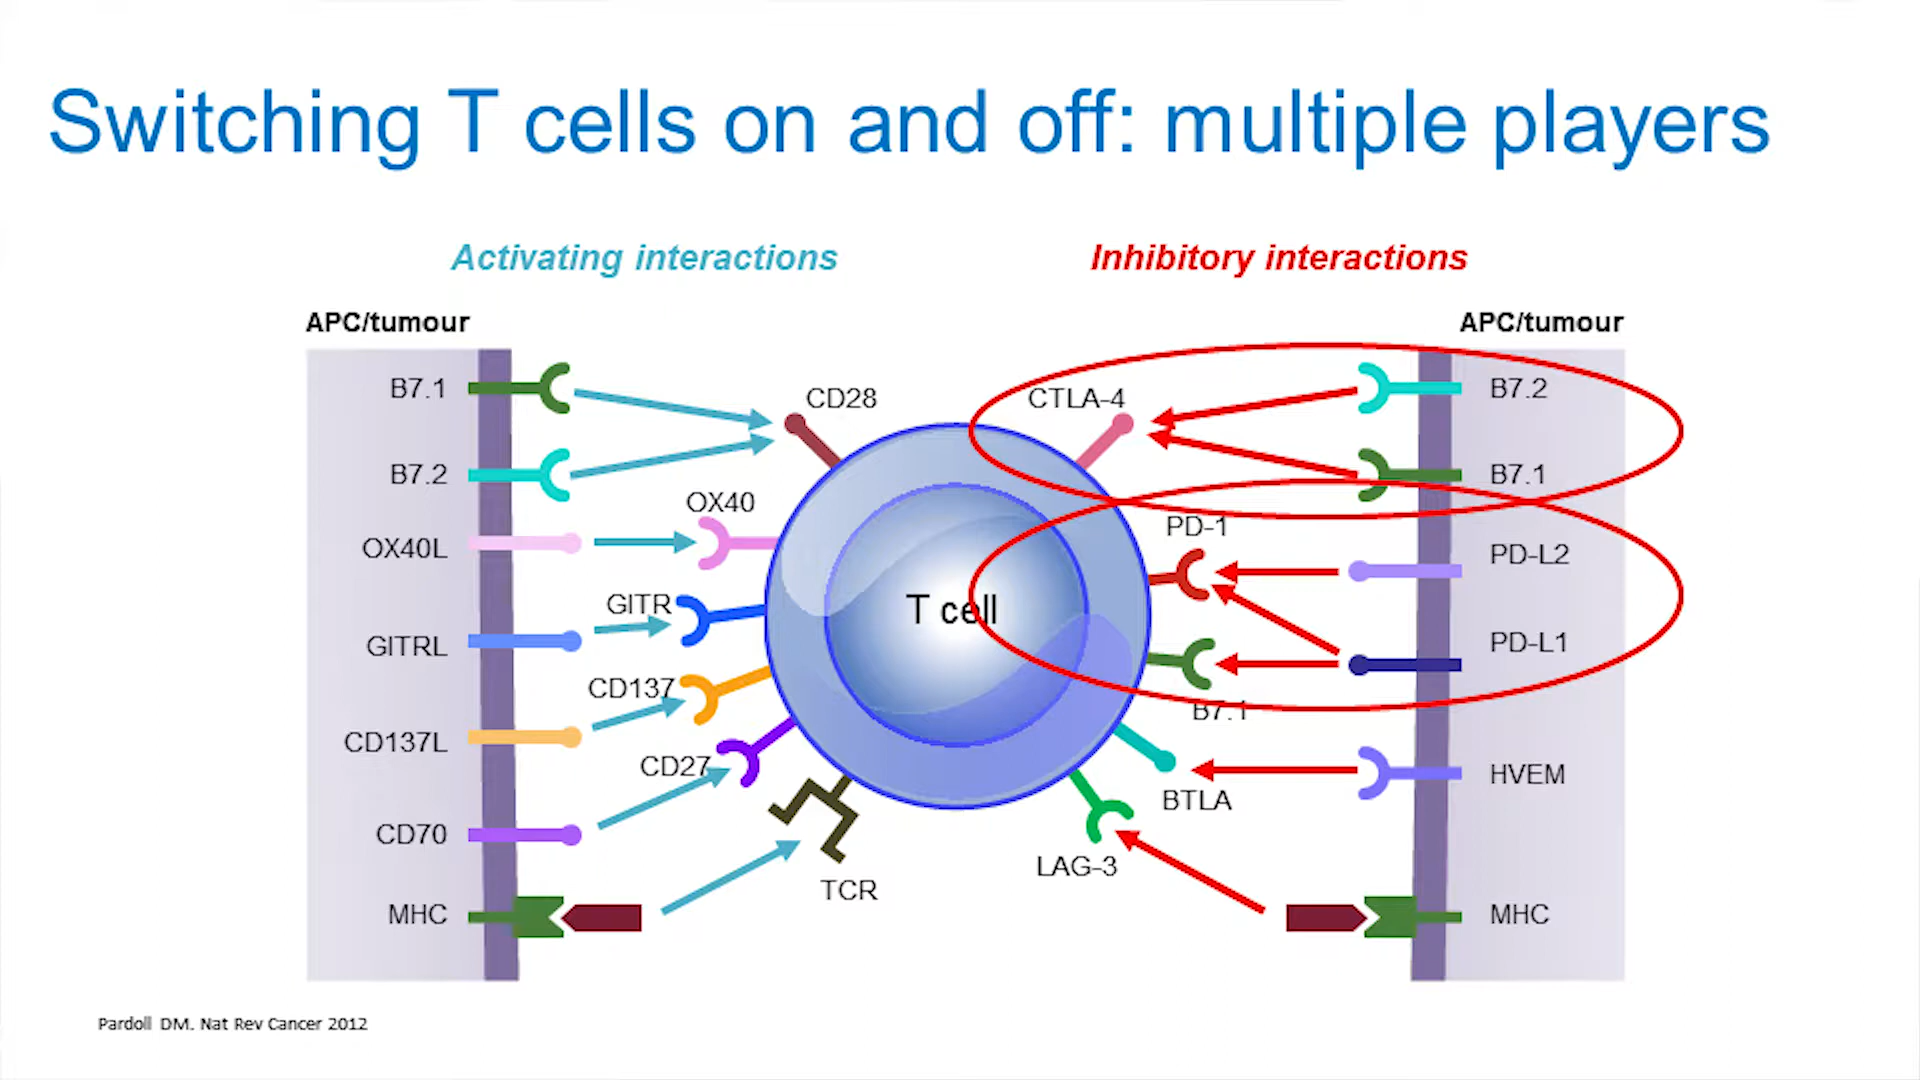 Switching T cells on and off: multiple players
Activating interactions
Inhibitory interactions
APC/tumour
APC/tumour
B7.1
CD28
CTLA-4
B7.2
B7.2
B7.1
OX40
PD-1
OX40L
PD-L2
GITR
T cell
GITRL
PD-L1
CD137
B7.1
CD137L
CD27
HVEM
BTLA
CD70
LAG-3
TCR
MHC
MHC
Pardoll DM. Nat Rev Cancer 2012